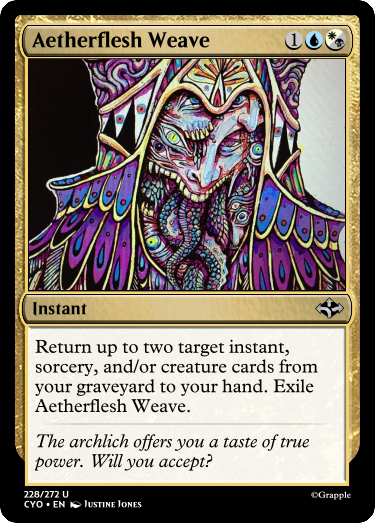 Aetherflesh Weave 1
Instant
Return up to two target instant,
sorcery, and/or creature cards from
your graveyard to your hand. Exile
Aetherflesh Weave.
The archlich offers you a taste of true
power. Will you accept?
228/272 U
CYO • EN Justine Jones
©Grapple